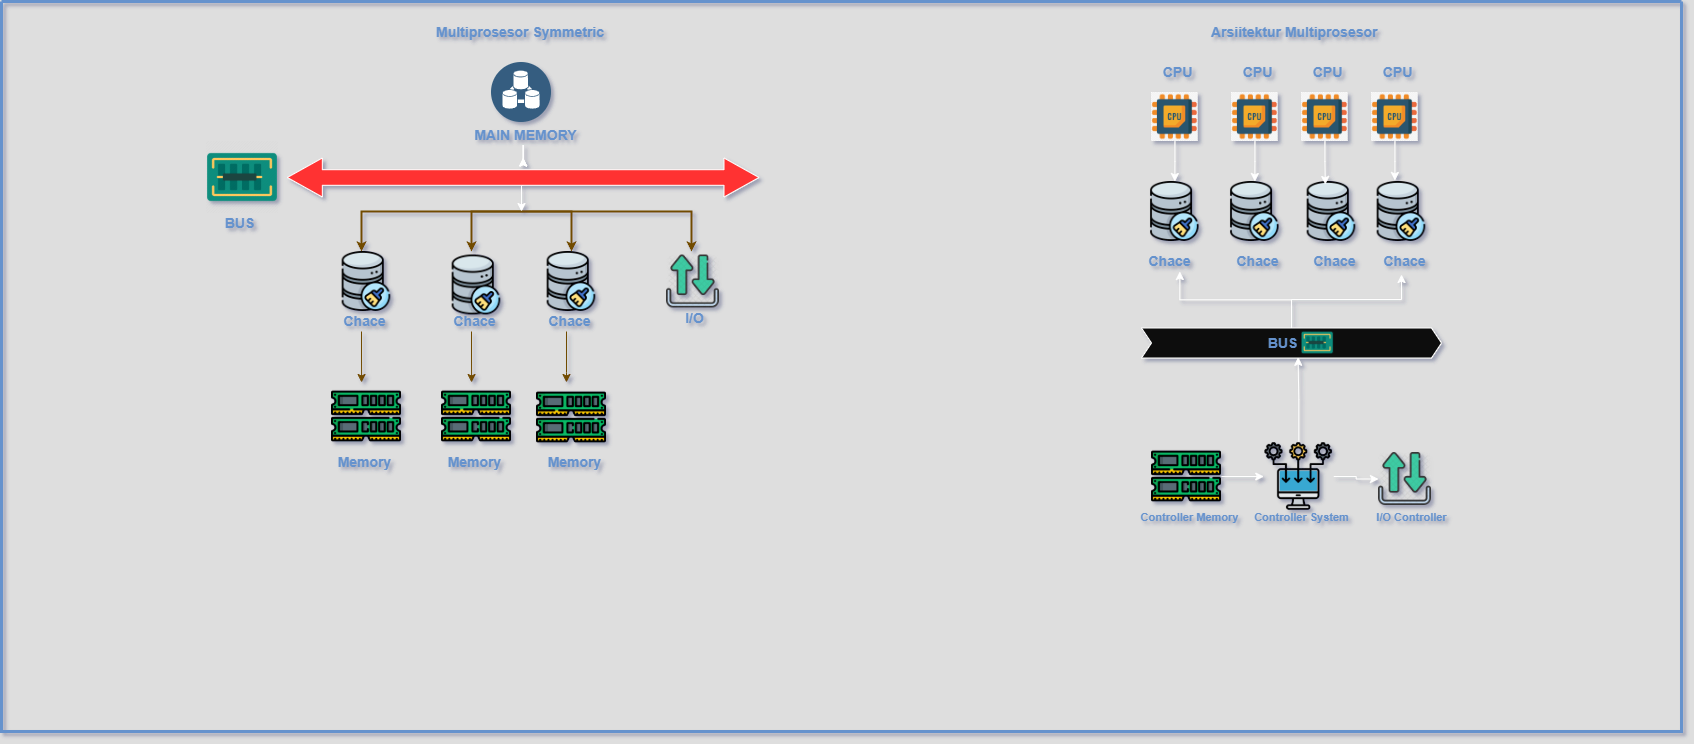 Multiprosesor Symmetric
MAIN MEMORY
BUS
Chace
Chace
Chace
I/O
Memory
Memory
Memory
Arsiitektur Multiprosesor
CPU
CPU
CPU
CPU
CPU
CPU
CPU
CPU
Chace
Chace
Chace
Chace
BUS
Controller Memory
Controller System
I/O Controller